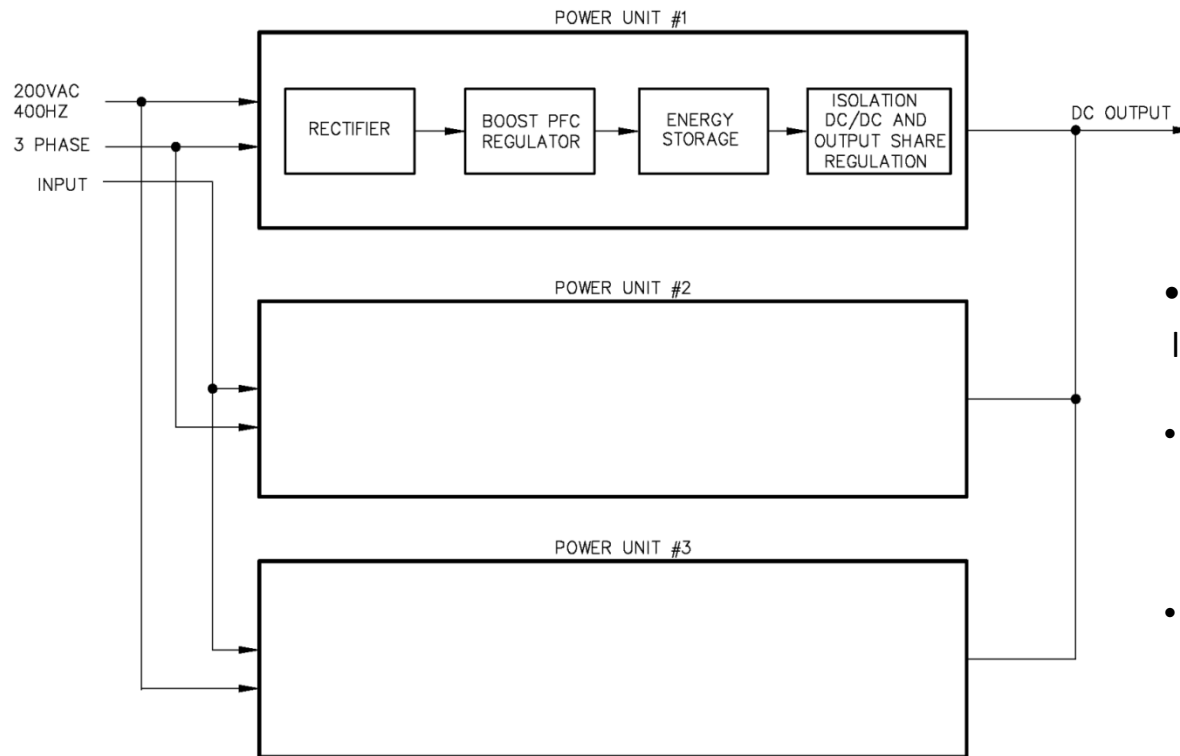 POWER UNIT #1
200VAC
400HZ
3 PHASE
INPUT
RECTIFIER
BOOST PFC
REGULATOR
ENERGY
STORAGE
ISOLATION
DC/DC AND
OUTPUT SHARE
REGULATION
DC OUTPUT
POWER UNIT #2
POWER UNIT #3